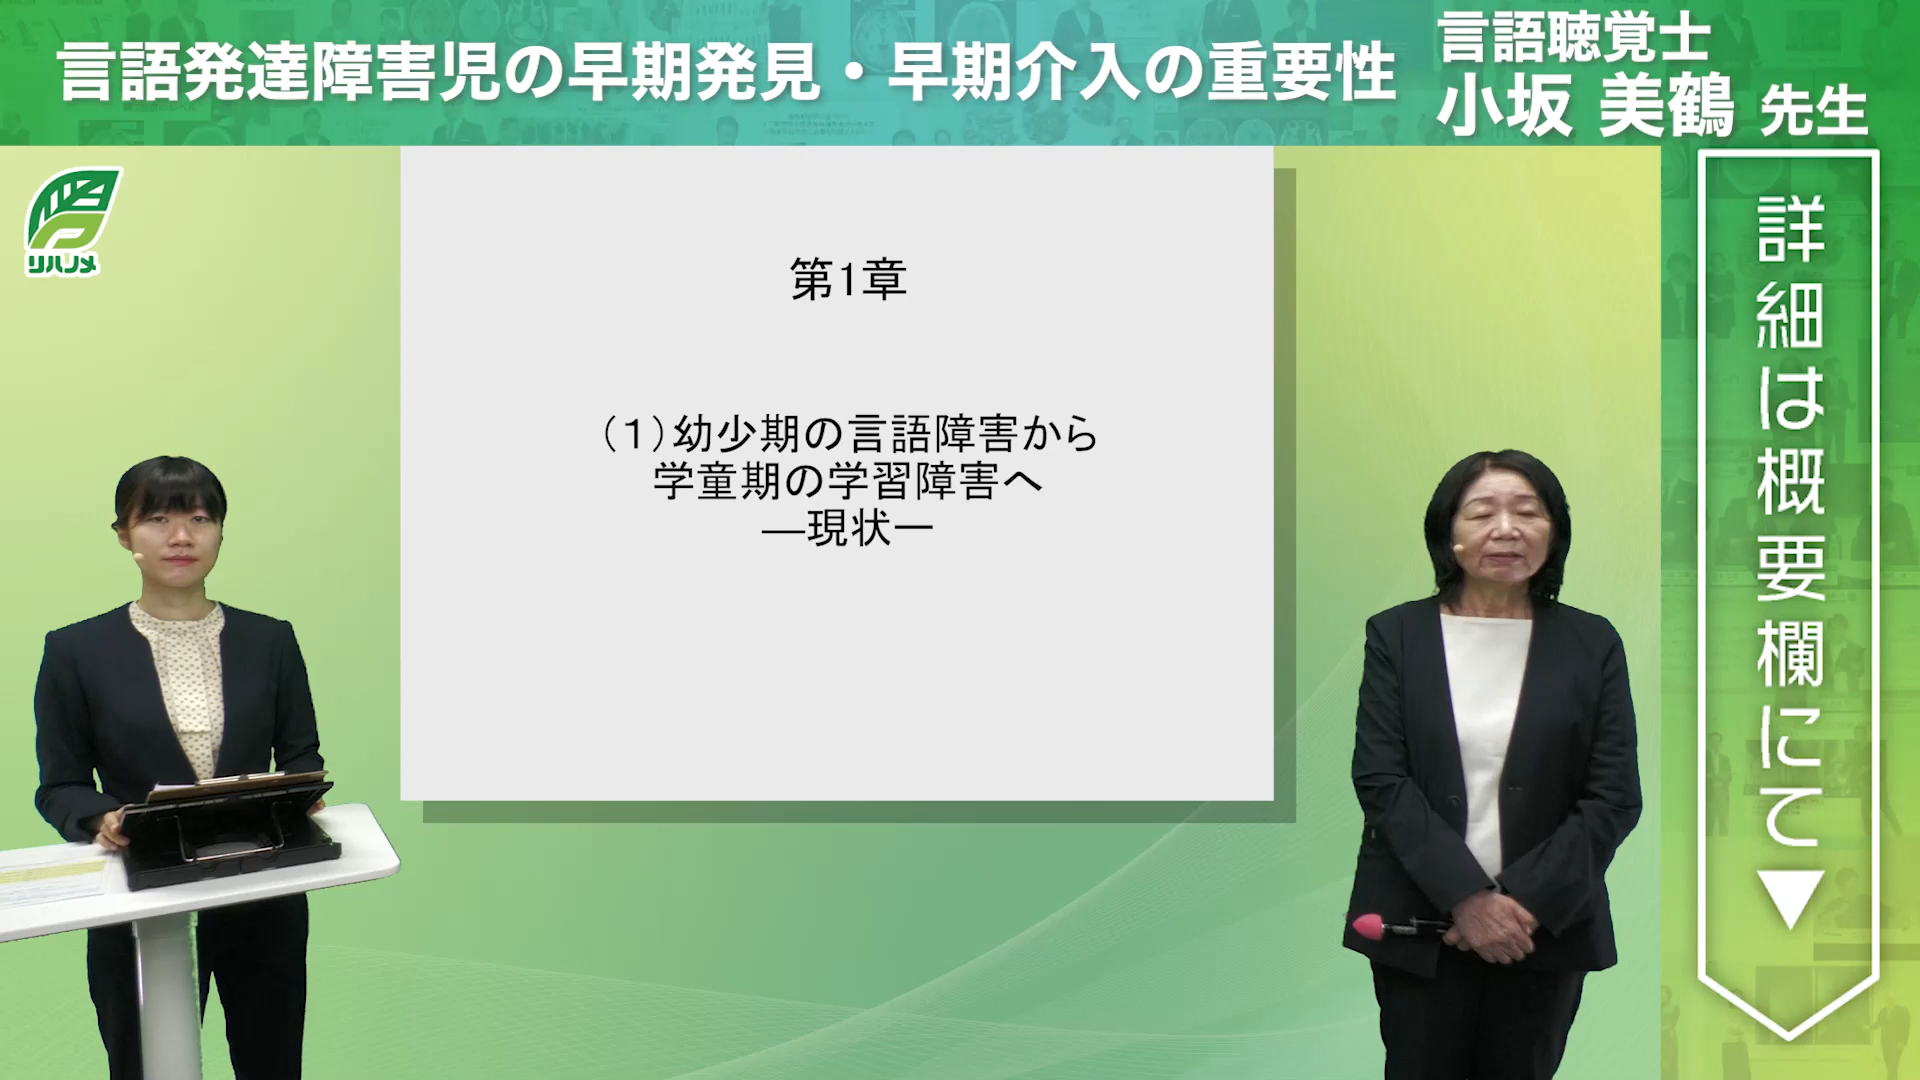 言語発達障害児の早期発見・早期介入の重要性
言語聴覚士
小坂 美鶴 先生
リハノメ
第1章
（１）幼少期の言語障害から
学童期の学習障害へ
―現状―
詳細は概要欄にて▼